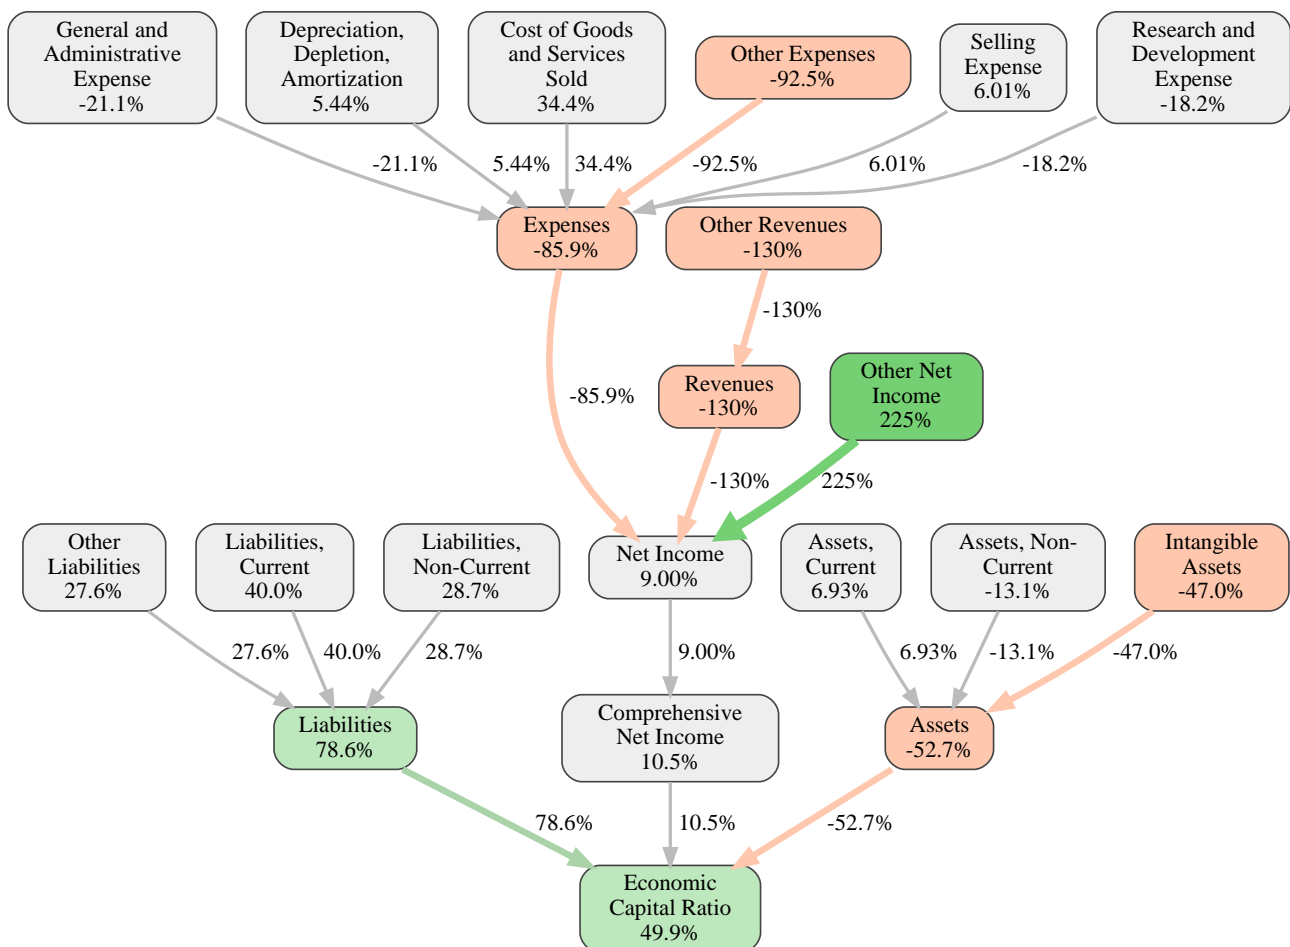 General and
Administrative
Expense
-21.1%
Depreciation,
Depletion,
Amortization
5.44%
Cost of Goods
and Services
Sold
34.4%
Other Expenses
-92.5%
Selling
Expense
6.01%
Research and
Development
Expense
-18.2%
-21.1%
5.44%
34.4%
-92.5%
6.01%
-18.2%
Expenses
-85.9%
Other Revenues
-130%
-130%
-85.9%
Revenues
-130%
Other Net
Income
225%
-130%
225%
Other
Liabilities
27.6%
Liabilities,
Current
40.0%
Liabilities,
Non-Current
28.7%
Net Income
9.00%
Assets,
Current
6.93%
Assets, Non-
Current
-13.1%
Intangible
Assets
-47.0%
27.6%
40.0%
28.7%
9.00%
6.93%
-13.1%
-47.0%
Liabilities
78.6%
Comprehensive
Net Income
10.5%
Assets
-52.7%
78.6%
10.5%
-52.7%
Economic
Capital Ratio
49.9%